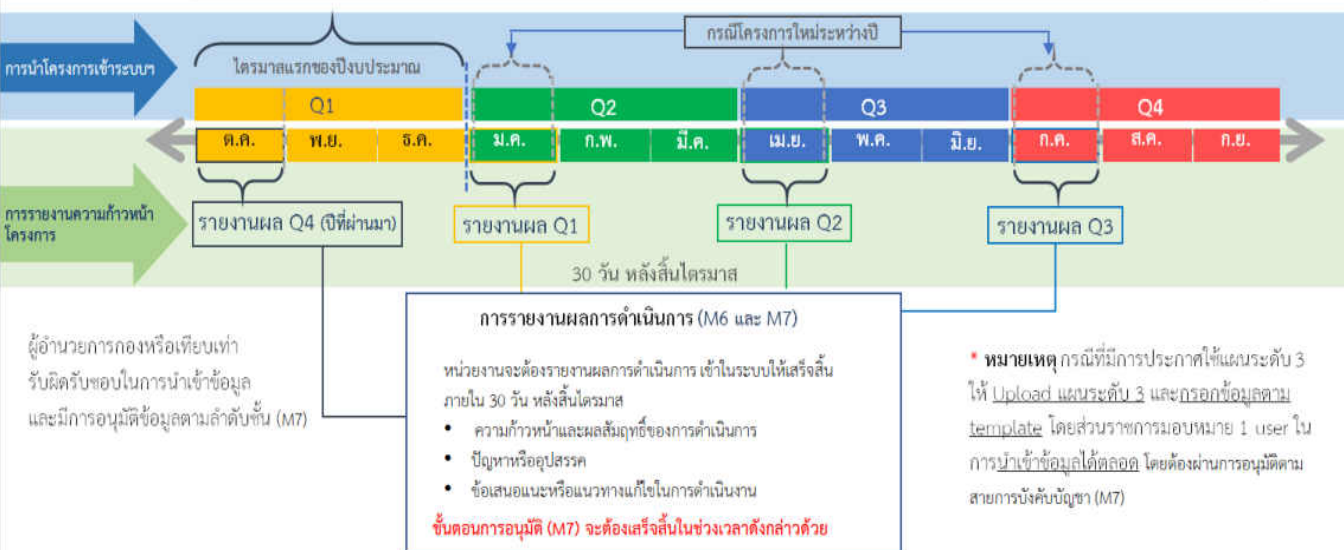 กรณีโครงการใหม่ระหว่างปี
การนำโครงการเข้าระบบฯ
ไตรมาสแรกของปีงบประมาณ
Q1 Q2 Q3 Q4
ต.ค. พ.ย. ธ.ค. ม.ค. ก.พ. มี.ค. เม.ย. พ.ค. มิ.ย. ก.ค. ส.ค. ก.ย.
การรายงานความก้าวหน้า
โครงการ
รายงานผล Q4 (ปีที่ผ่านมา) รายงานผล Q1 รายงานผล Q2 รายงานผล Q3
30 วัน หลังสิ้นไตรมาส
ผู้อำนวยการกองหรือเทียบเท่า
รับผิดรับชอบในการนำเข้าข้อมูล
และมีการอนุมัติข้อมูลตามลำดับชั้น (M7)
การรายงานผลการดำเนินการ (M6 และ M7)
หน่วยงานจะต้องรายงานผลการดำเนินการ เข้าในระบบให้เสร็จสิ้น
ภายใน 30 วัน หลังสิ้นไตรมาส
• ความก้าวหน้าและผลสัมฤทธิ์ของการดำเนินการ
• ปัญหาหรืออุปสรรค
• ข้อเสนอแนะหรือแนวทางแก้ไขในการดำเนินงาน
ขั้นตอนการอนุมัติ (M7) จะต้องเสร็จสิ้นในช่วงเวลาดังกล่าวด้วย
* หมายเหตุ กรณีที่มีการประกาศใช้แผนระดับ 3
ให้ Upload แผนระดับ 3 และกรอกข้อมูลตาม
template โดยส่วนราชการมอบหมาย 1 user ใน
การนำเข้าข้อมูลได้ตลอด โดยต้องผ่านการอนุมัติตาม
สายการบังคับบัญชา (M7)